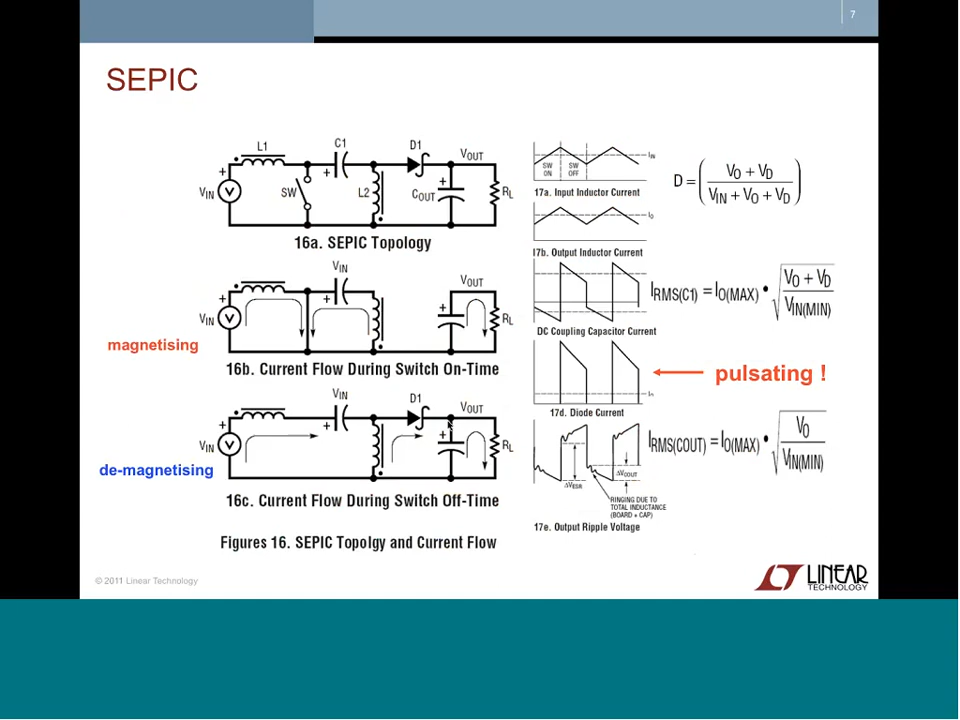 7
SEPIC
L1
C1
D1
VOUT
VIN
SW
L2
COUT
RL
16a. SEPIC Topology
VIN
VOUT
VIN
RL
magnetising
16b. Current Flow During Switch On-Time
VIN
D1
VOUT
VIN
RL
de-magnetising
16c. Current Flow During Switch Off-Time
Figures 16. SEPIC Topolgy and Current Flow
IIN
SW ON
SW OFF
17a. Input Inductor Current
IO
17b. Output Inductor Current
DC Coupling Capacitor Current
IO
17d. Diode Current
ΔVCOUT
ΔVESR
RINGING DUE TO
TOTAL INDUCTANCE
(BOARD + CAP)
17e. Output Ripple Voltage
D = (VO + VD / VIN + VO + VD)
IRMS(C1) = IO(MAX) • √(VO + VD / VIN(MIN))
pulsating !
IRMS(COUT) = IO(MAX) • √(VO / VIN(MIN))
© 2011 Linear Technology
LINEAR
TECHNOLOGY